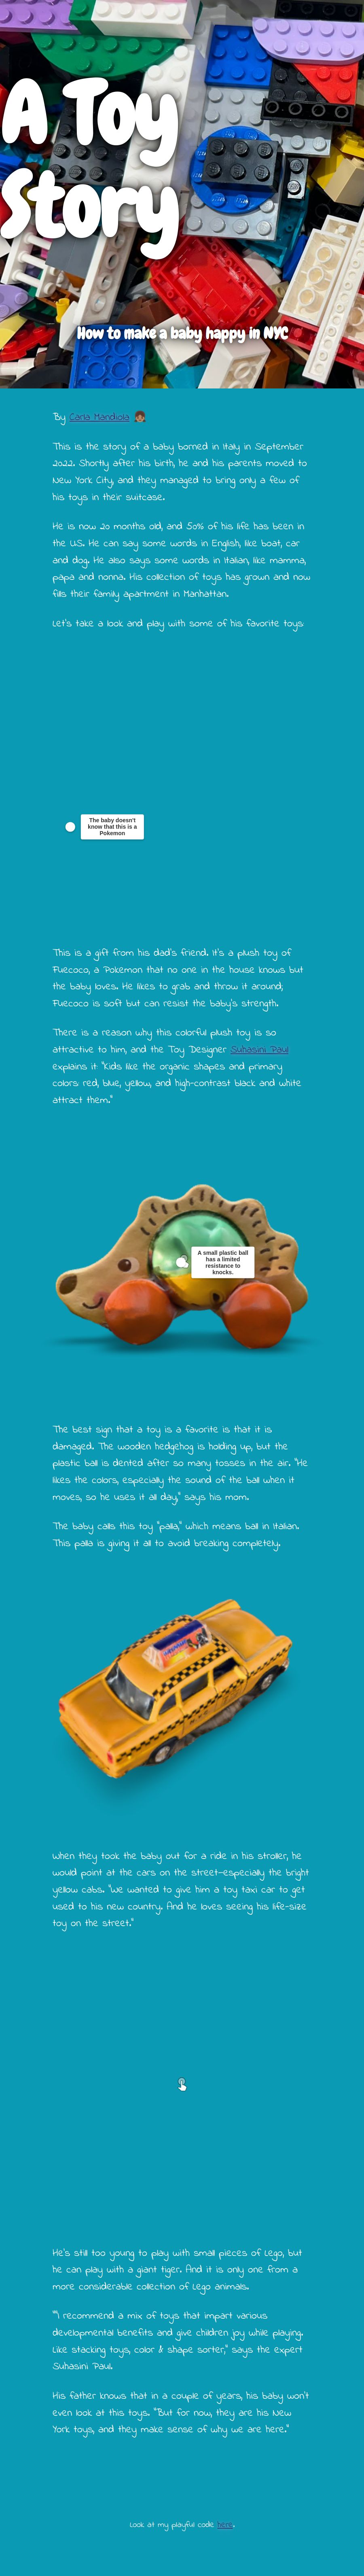 A Toy
Story
How to make a baby happy in NYC
By Carla Mandiola 👧🏽
This is the story of a baby borned in Italy in September
2022. Shortly after his birth, he and his parents moved to
New York City, and they managed to bring only a few of
his toys in their suitcase.
He is now 20 months old, and 50% of his life has been in
the U.S. He can say some words in English, like boat, car
and dog. He also says some words in Italian, like mamma,
papa and nonna. His collection of toys has grown and now
fills their family apartment in Manhattan.
Let's take a look and play with some of his favorite toys:
The baby doesn't
know that this is a
Pokemon
This is a gift from his dad's friend. It's a plush toy of
Fuecoco, a Pokemon that no one in the house knows but
the baby loves. He likes to grab and throw it around;
Fuecoco is soft but can resist the baby's strength.
There is a reason why this colorful plush toy is so
attractive to him, and the Toy Designer Suhasini Paul
explains it "Kids like the organic shapes and primary
colors: red, blue, yellow, and high-contrast black and white
attract them."
A small plastic ball
has a limited
resistance to
knocks.
The best sign that a toy is a favorite is that it is
damaged. The wooden hedgehog is holding up, but the
plastic ball is dented after so many tosses in the air. "He
likes the colors, especially the sound of the ball when it
moves, so he uses it all day," says his mom.
The baby calls this toy "palla," which means ball in Italian.
This palla is giving it all to avoid breaking completely.
When they took the baby out for a ride in his stroller, he
would point at the cars on the street—especially the bright
yellow cabs. "We wanted to give him a toy taxi car to get
used to his new country. And he loves seeing his life-size
toy on the street."
He's still too young to play with small pieces of Lego, but
he can play with a giant tiger. And it is only one from a
more considerable collection of Lego animals.
"I recommend a mix of toys that impart various
developmental benefits and give children joy while playing.
Like stacking toys, color & shape sorter," says the expert
Suhasini Paul.
His father knows that in a couple of years, his baby won't
even look at this toys. "But for now, they are his New
York toys, and they make sense of why we are here."
Look at my playful code here.